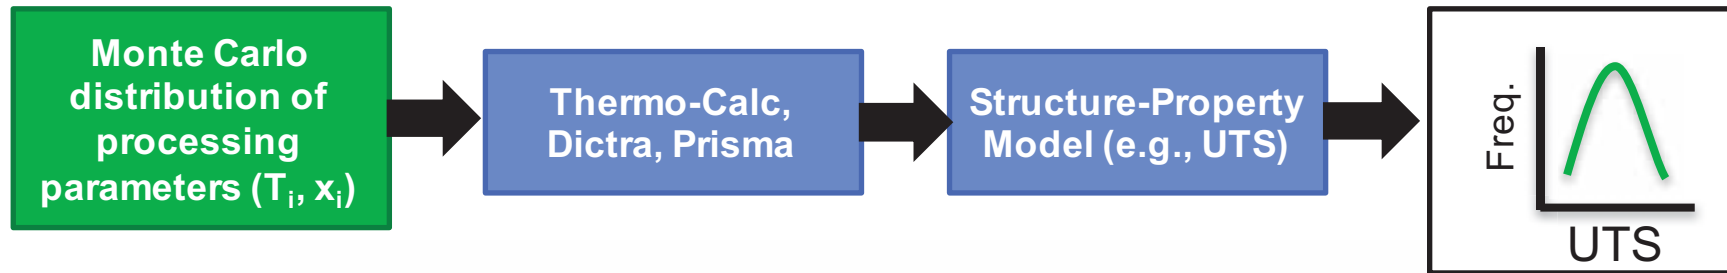 Monte Carlo
distribution of
processing
parameters (Tᵢ, xᵢ)
Thermo-Calc,
Dictra, Prisma
Structure-Property
Model (e.g., UTS)
Freq.
UTS